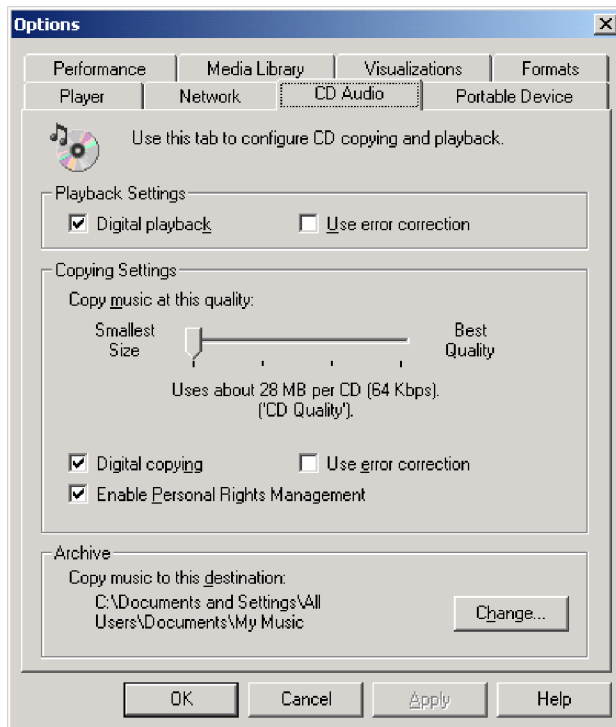 Options
Performance Media Library Visualizations Formats
Player Network CD Audio Portable Device
Use this tab to configure CD copying and playback.
Playback Settings
Digital playback Use error correction
Copying Settings
Copy music at this quality:
Smallest Best
Size Quality
Uses about 28 MB per CD (64 Kbps).
('CD Quality').
Digital copying Use error correction
Enable Personal Rights Management
Archive
Copy music to this destination:
C:\Documents and Settings\All
Users\Documents\My Music
Change...
OK Cancel Apply Help